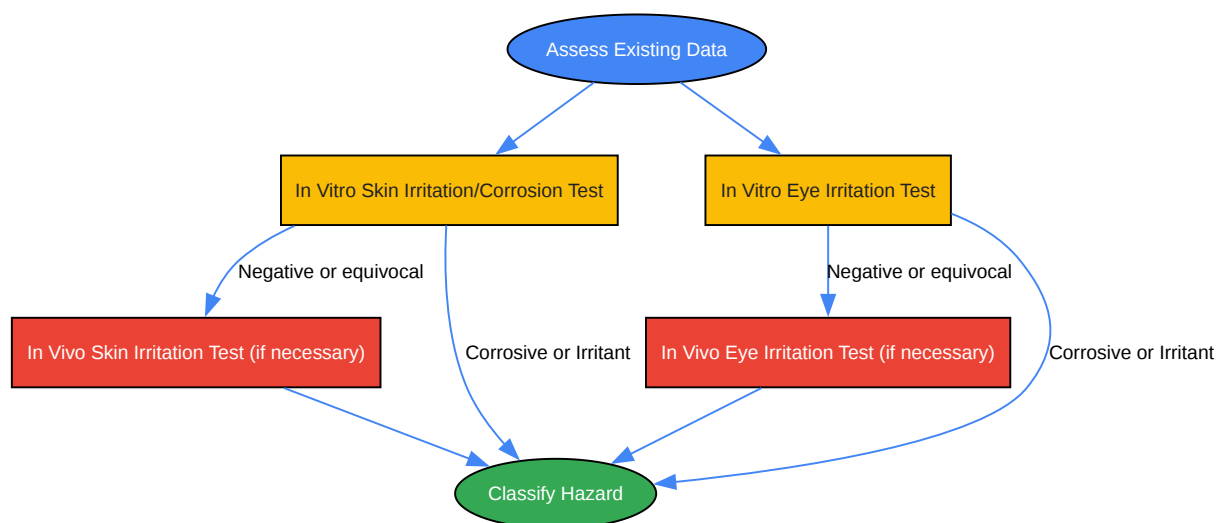 Assess Existing Data
In Vitro Skin Irritation/Corrosion Test
In Vitro Eye Irritation Test
Negative or equivocal
Negative or equivocal
In Vivo Skin Irritation Test (if necessary)
Corrosive or Irritant
In Vivo Eye Irritation Test (if necessary)
Corrosive or Irritant
Classify Hazard